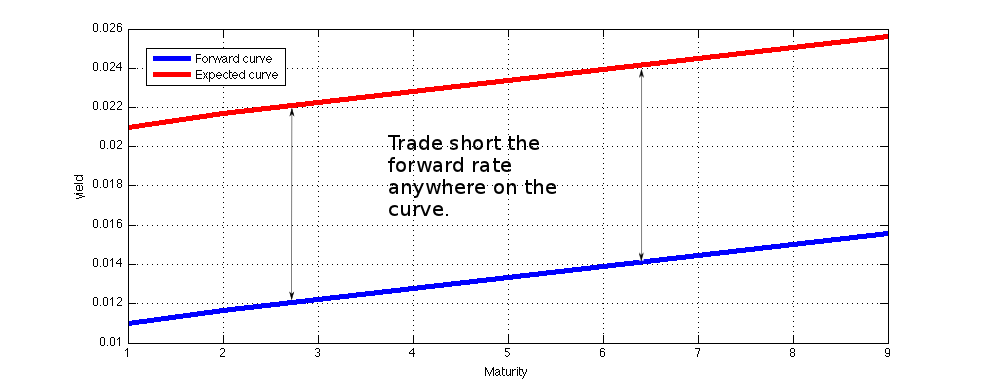 0.026
0.024
0.022
0.02
0.018
0.016
0.014
0.012
0.01
yield
Forward curve
Expected curve
Trade short the
forward rate
anywhere on the
curve.
1 2 3 4 5 6 7 8 9
Maturity